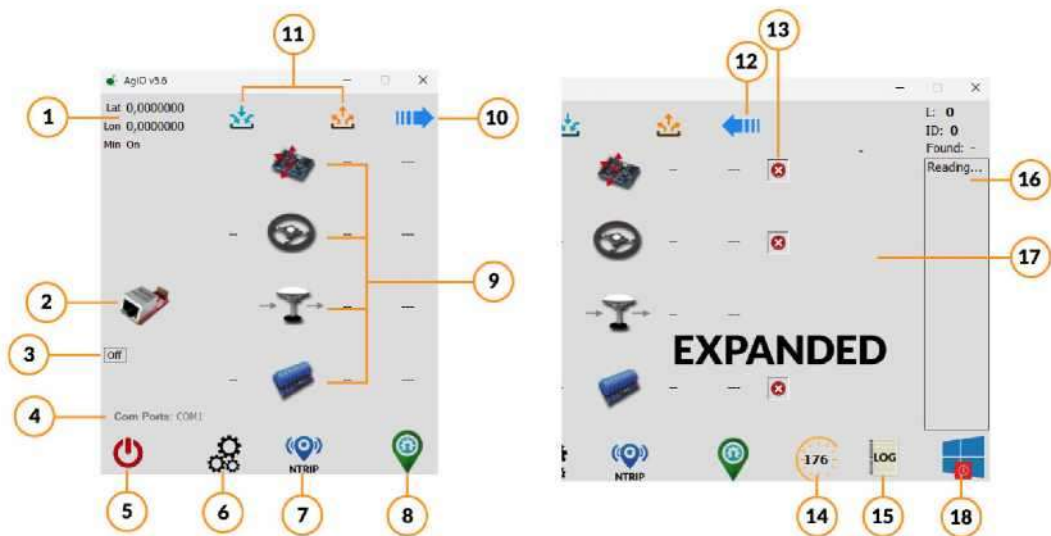 11
13
12
AgIO v5.6
1
Lat 0,0000000
Lon 0,0000000
Min On
10
L: 0
ID: 0
Found: -
Reading...
16
--
---
--
---
-
--
--
---
--
---
17
9
2
--
---
3
Off
EXPANDED
--
--
---
--
---
4
Com Ports: COM1
NTRIP
NTRIP
176
LOG
5
6
7
8
14
15
18